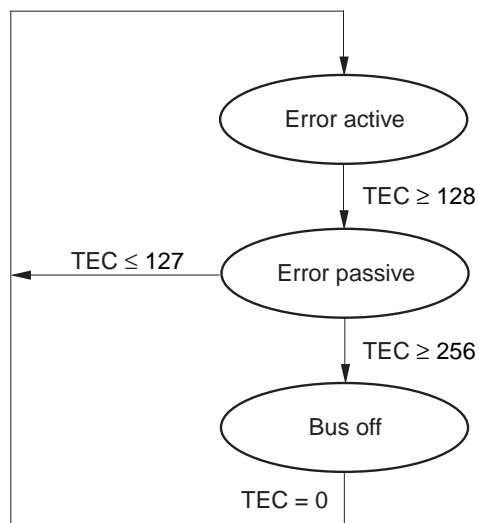 Error active
TEC ≥ 128
TEC ≤ 127
Error passive
TEC ≥ 256
Bus off
TEC = 0